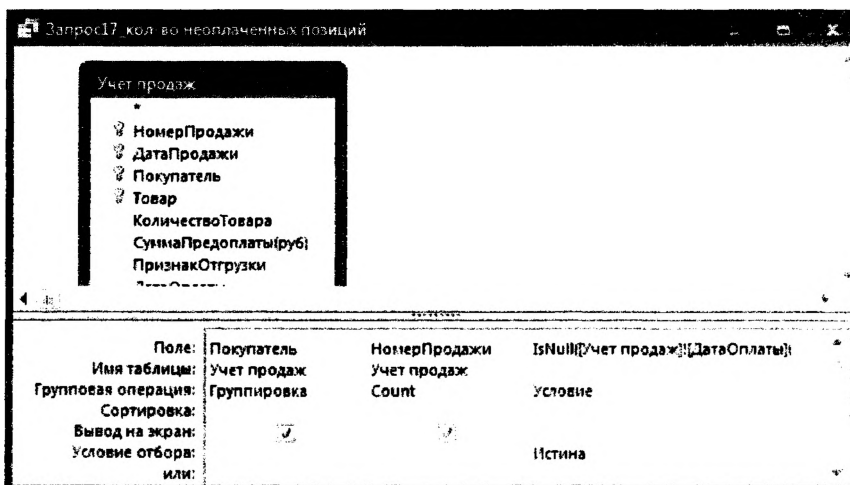 Запрос17_кол-во неоплаченных позиций
Учет продаж
*
НомерПродажи
ДатаПродажи
Покупатель
Товар
КоличествоТовара
СуммаПредоплаты(руб)
ПризнакОтгрузки
ДатаОплаты
Поле: Покупатель НомерПродажи IsNull([Учет продаж]![ДатаОплаты])
Имя таблицы: Учет продаж Учет продаж
Групповая операция: Группировка Count Условие
Сортировка:
Вывод на экран:
Условие отбора: Истина
или: